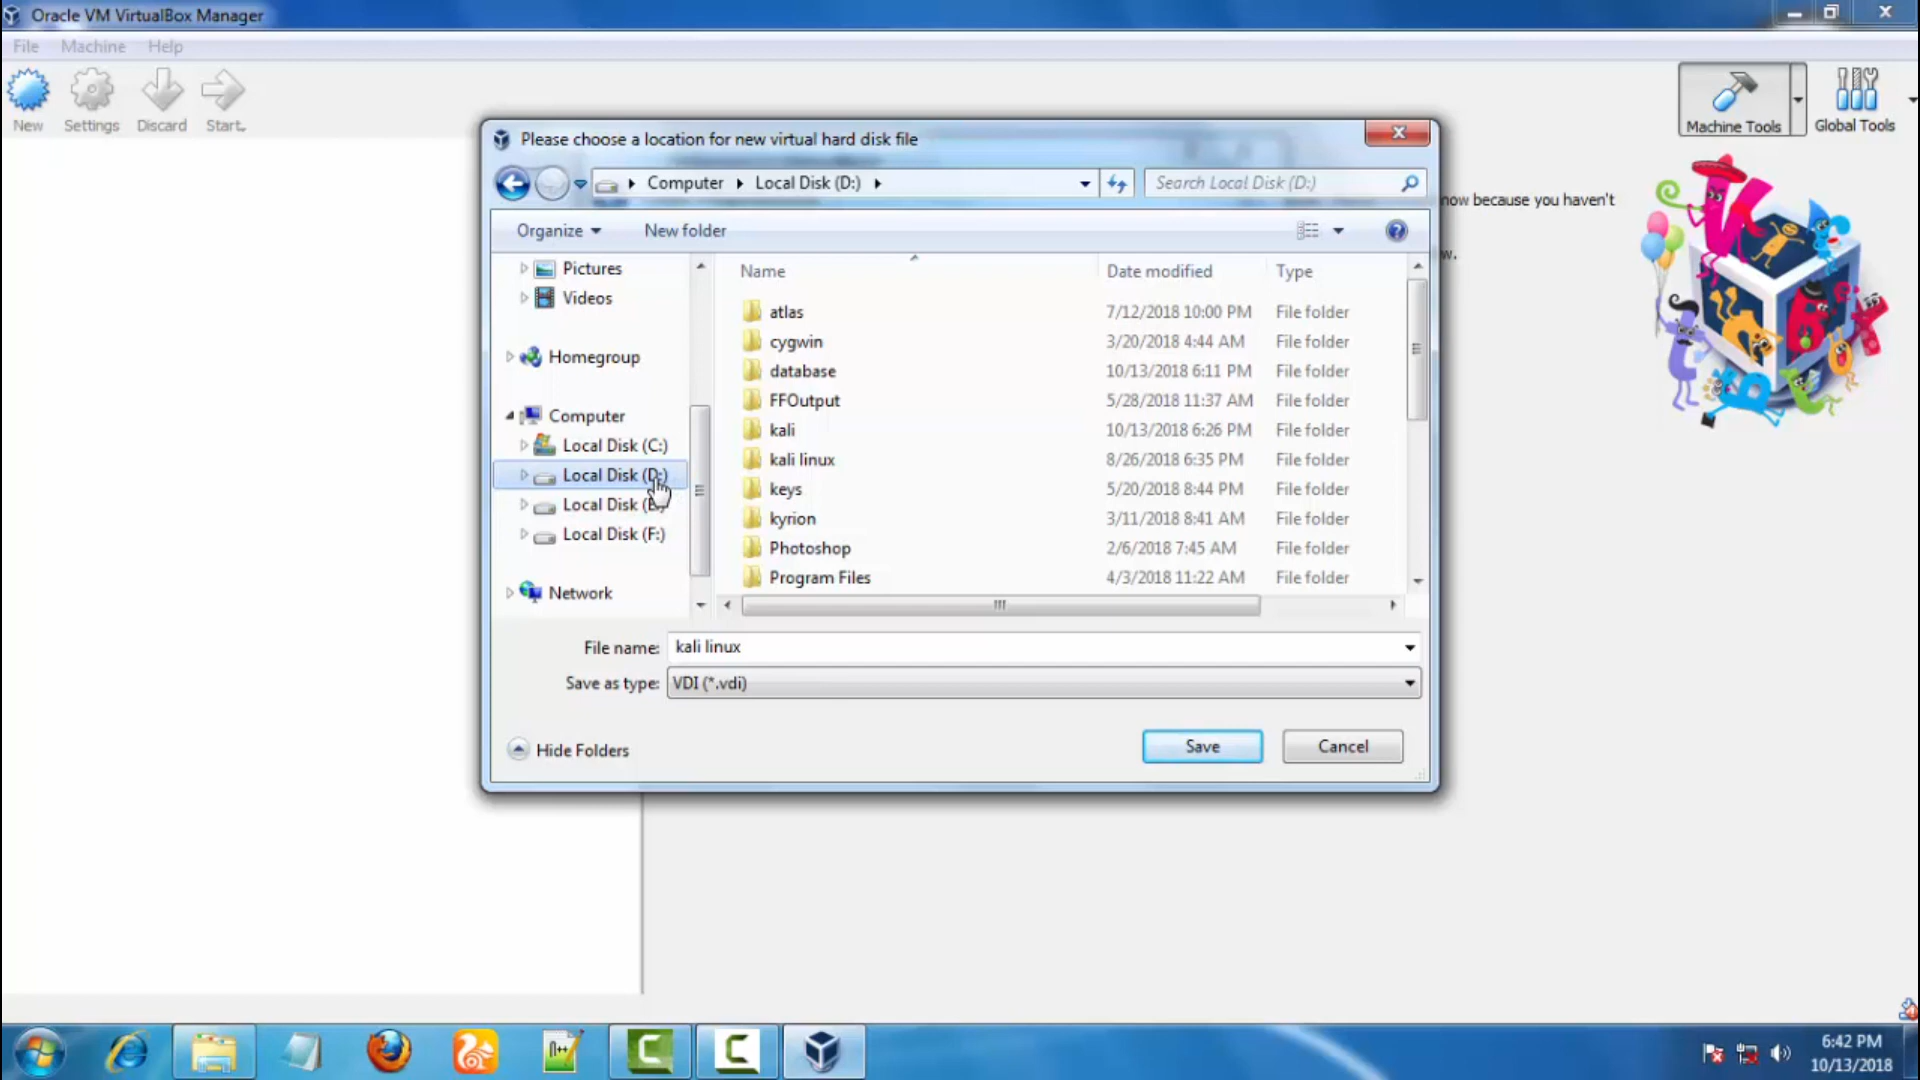 Oracle VM VirtualBox Manager
File Machine Help
New Settings Discard Start
Machine Tools Global Tools
now because you haven't
w.
Please choose a location for new virtual hard disk file
Computer Local Disk (D:)
Search Local Disk (D:)
Organize New folder
Pictures
Videos
Homegroup
Computer
Local Disk (C:)
Local Disk (D:)
Local Disk (E:)
Local Disk (F:)
Network
Name Date modified Type
atlas 7/12/2018 10:00 PM File folder
cygwin 3/20/2018 4:44 AM File folder
database 10/13/2018 6:11 PM File folder
FFOutput 5/28/2018 11:37 AM File folder
kali 10/13/2018 6:26 PM File folder
kali linux 8/26/2018 6:35 PM File folder
keys 5/20/2018 8:44 PM File folder
kyrion 3/11/2018 8:41 AM File folder
Photoshop 2/6/2018 7:45 AM File folder
Program Files 4/3/2018 11:22 AM File folder
File name: kali linux
Save as type: VDI (*.vdi)
Hide Folders
Save Cancel
6:42 PM
10/13/2018